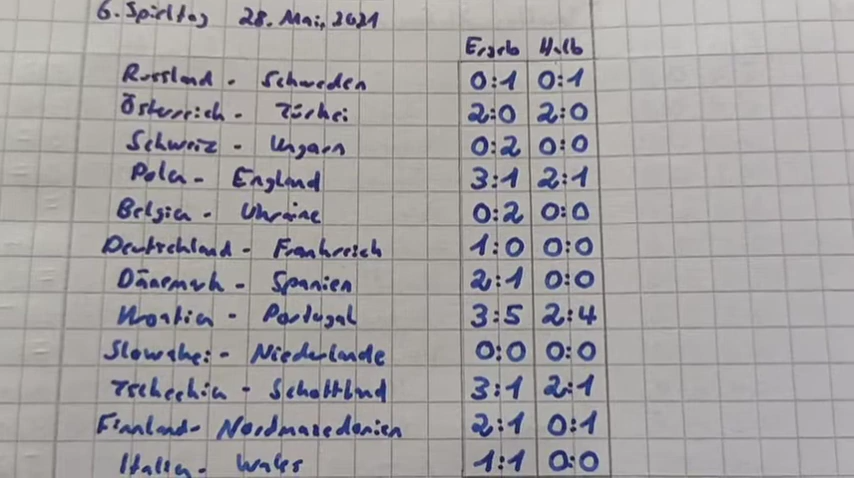 6. Spieltag 28. Mai, 2021
Ergeb Halb
Russland - Schweden 0:1 0:1
Österreich - Türkei 2:0 2:0
Schweiz - Ungarn 0:2 0:0
Polen - England 3:1 2:1
Belgien - Ukraine 0:2 0:0
Deutschland - Frankreich 1:0 0:0
Dänemark - Spanien 2:1 0:0
Kroatien - Portugal 3:5 2:4
Slowakei - Niederlande 0:0 0:0
Tschechien - Schottland 3:1 2:1
Finnland - Nordmazedonien 2:1 0:1
Italien - Wales 1:1 0:0